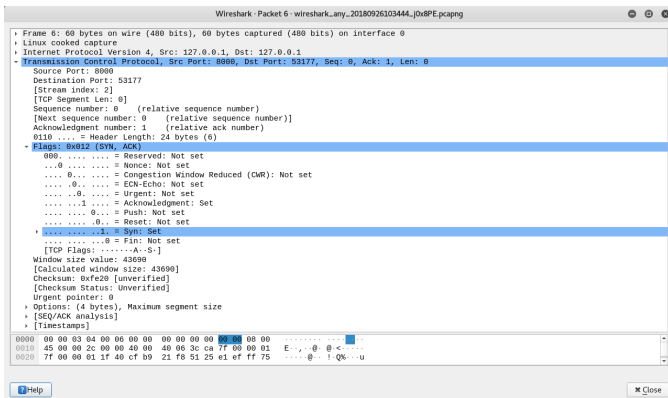 Wireshark · Packet 6 · wireshark_any_20180926103444_j0x8PE.pcapng
Frame 6: 60 bytes on wire (480 bits), 60 bytes captured (480 bits) on interface 0
Linux cooked capture
Internet Protocol Version 4, Src: 127.0.0.1, Dst: 127.0.0.1
Transmission Control Protocol, Src Port: 8000, Dst Port: 53177, Seq: 0, Ack: 1, Len: 0
Source Port: 8000
Destination Port: 53177
[Stream index: 2]
[TCP Segment Len: 0]
Sequence number: 0 (relative sequence number)
[Next sequence number: 0 (relative sequence number)]
Acknowledgment number: 1 (relative ack number)
0110 .... = Header Length: 24 bytes (6)
Flags: 0x012 (SYN, ACK)
000. .... .... = Reserved: Not set
...0 .... .... = Nonce: Not set
.... 0... .... = Congestion Window Reduced (CWR): Not set
.... .0.. .... = ECN-Echo: Not set
.... ..0. .... = Urgent: Not set
.... ...1 .... = Acknowledgment: Set
.... .... 0... = Push: Not set
.... .... .0.. = Reset: Not set
.... .... ..1. = Syn: Set
.... .... ...0 = Fin: Not set
[TCP Flags: ·······A··S·]
Window size value: 43690
[Calculated window size: 43690]
Checksum: 0xfe20 [unverified]
[Checksum Status: Unverified]
Urgent pointer: 0
Options: (4 bytes), Maximum segment size
[SEQ/ACK analysis]
[Timestamps]
0000 00 00 03 04 00 06 00 00 00 00 00 00 00 00 08 00 ········ ········
0010 45 00 00 2c 00 00 40 00 40 06 3c ca 7f 00 00 01 E··,··@· @·<·····
0020 7f 00 00 01 1f 40 cf b9 21 f8 51 25 e1 ef ff 75 ·····@·· !·Q%···u
Help
Close